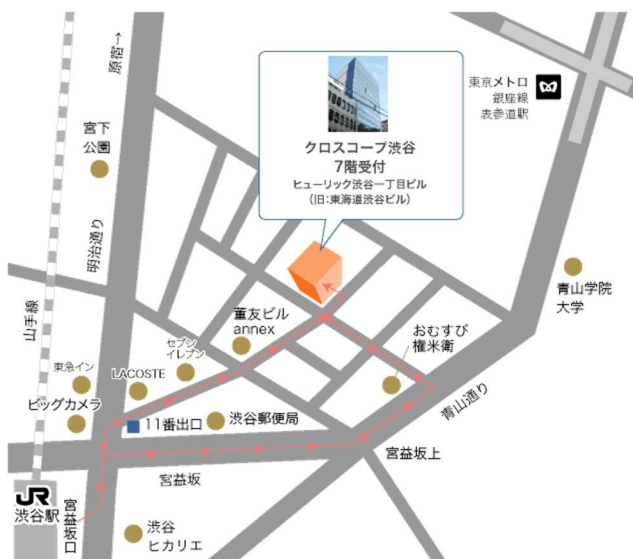 原宿→
宮下
公園
明治通り
山手線
クロスコープ渋谷
7階受付
ヒューリック渋谷一丁目ビル
（旧：東海道渋谷ビル）
東京メトロ
銀座線
表参道駅
青山学院
大学
董友ビル
annex
セブン
イレブン
おむすび
権米衛
LACOSTE
東急イン
ビッグカメラ
11番出口
渋谷郵便局
青山通り
宮益坂上
宮益坂
JR
渋谷駅
宮益坂口
渋谷
ヒカリエ